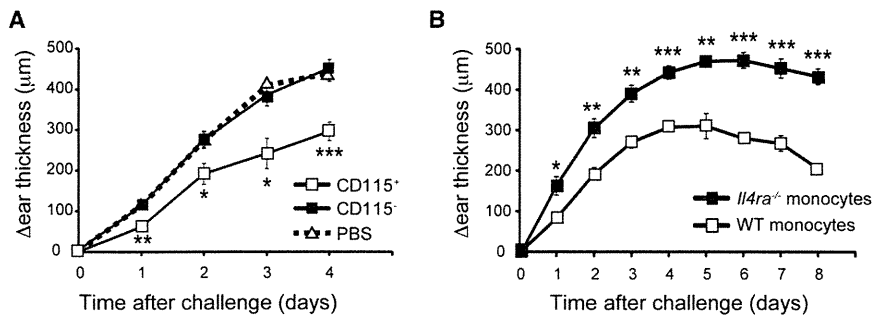 A
Δear thickness (μm)
500
400
300
200
100
0
**
*
*
***
CD115⁺
CD115⁻
PBS
0 1 2 3 4
Time after challenge (days)
B
Δear thickness (μm)
500
400
300
200
100
0
*
**
**
***
**
***
***
***
Il4ra⁻/⁻ monocytes
WT monocytes
0 1 2 3 4 5 6 7 8
Time after challenge (days)